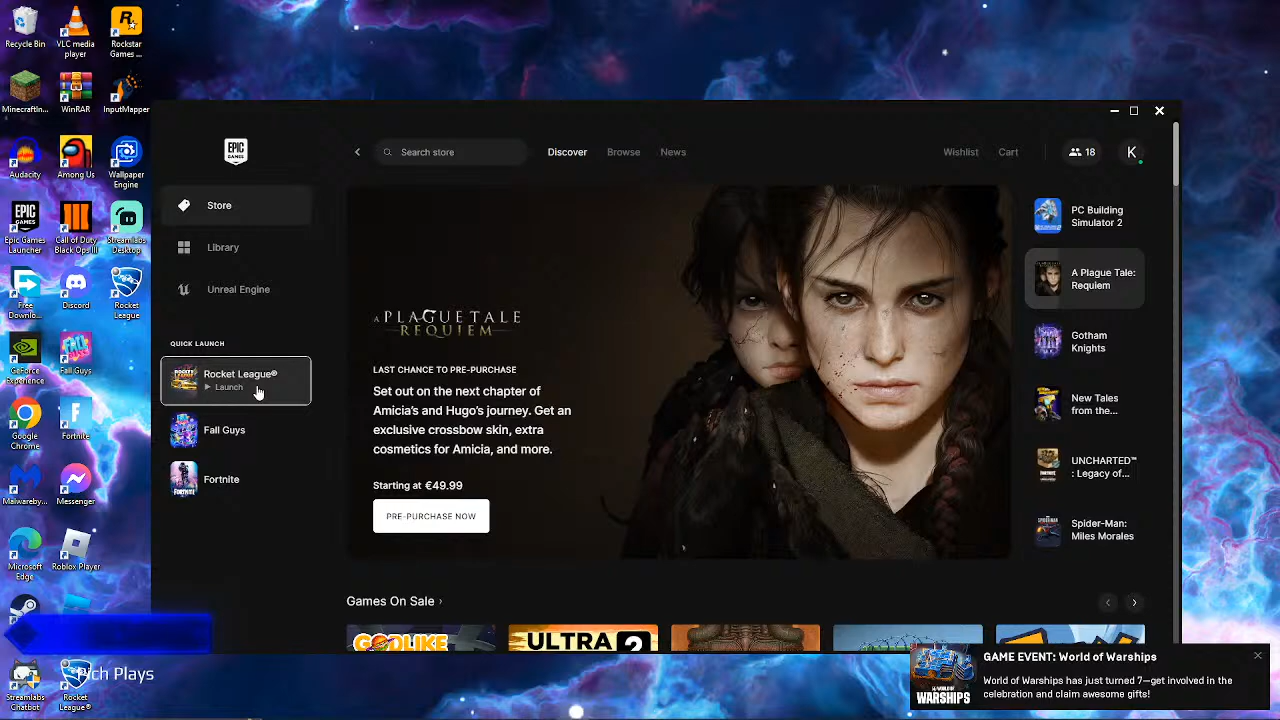 Recycle Bin
VLC media player
Rockstar Games ...
Minecraftin...
WinRAR
InputMapper
Audacity
Among Us
Wallpaper Engine
Epic Games Launcher
Call of Duty Black Ops III
Streamlabs Desktop
Free Downlo...
Discord
Rocket League
GeForce Experience
Fall Guys
Google Chrome
Fortnite
Malwareby...
Messenger
Microsoft Edge
Roblox Player
Streamlabs Chatbot
Rocket League®
ch Plays
EPIC GAMES
Search store
Discover
Browse
News
Wishlist
Cart
18
K
Store
Library
Unreal Engine
QUICK LAUNCH
Rocket League®
Launch
Fall Guys
Fortnite
A PLAGUE TALE
REQUIEM
LAST CHANCE TO PRE-PURCHASE
Set out on the next chapter of
Amicia's and Hugo's journey. Get an
exclusive crossbow skin, extra
cosmetics for Amicia, and more.
Starting at €49.99
PRE-PURCHASE NOW
PC Building
Simulator 2
A Plague Tale:
Requiem
Gotham
Knights
New Tales
from the...
UNCHARTED™
: Legacy of...
Spider-Man:
Miles Morales
Games On Sale
GODLIKE
ULTRA
GAME EVENT: World of Warships
World of Warships has just turned 7—get involved in the
celebration and claim awesome gifts!
WARSHIPS